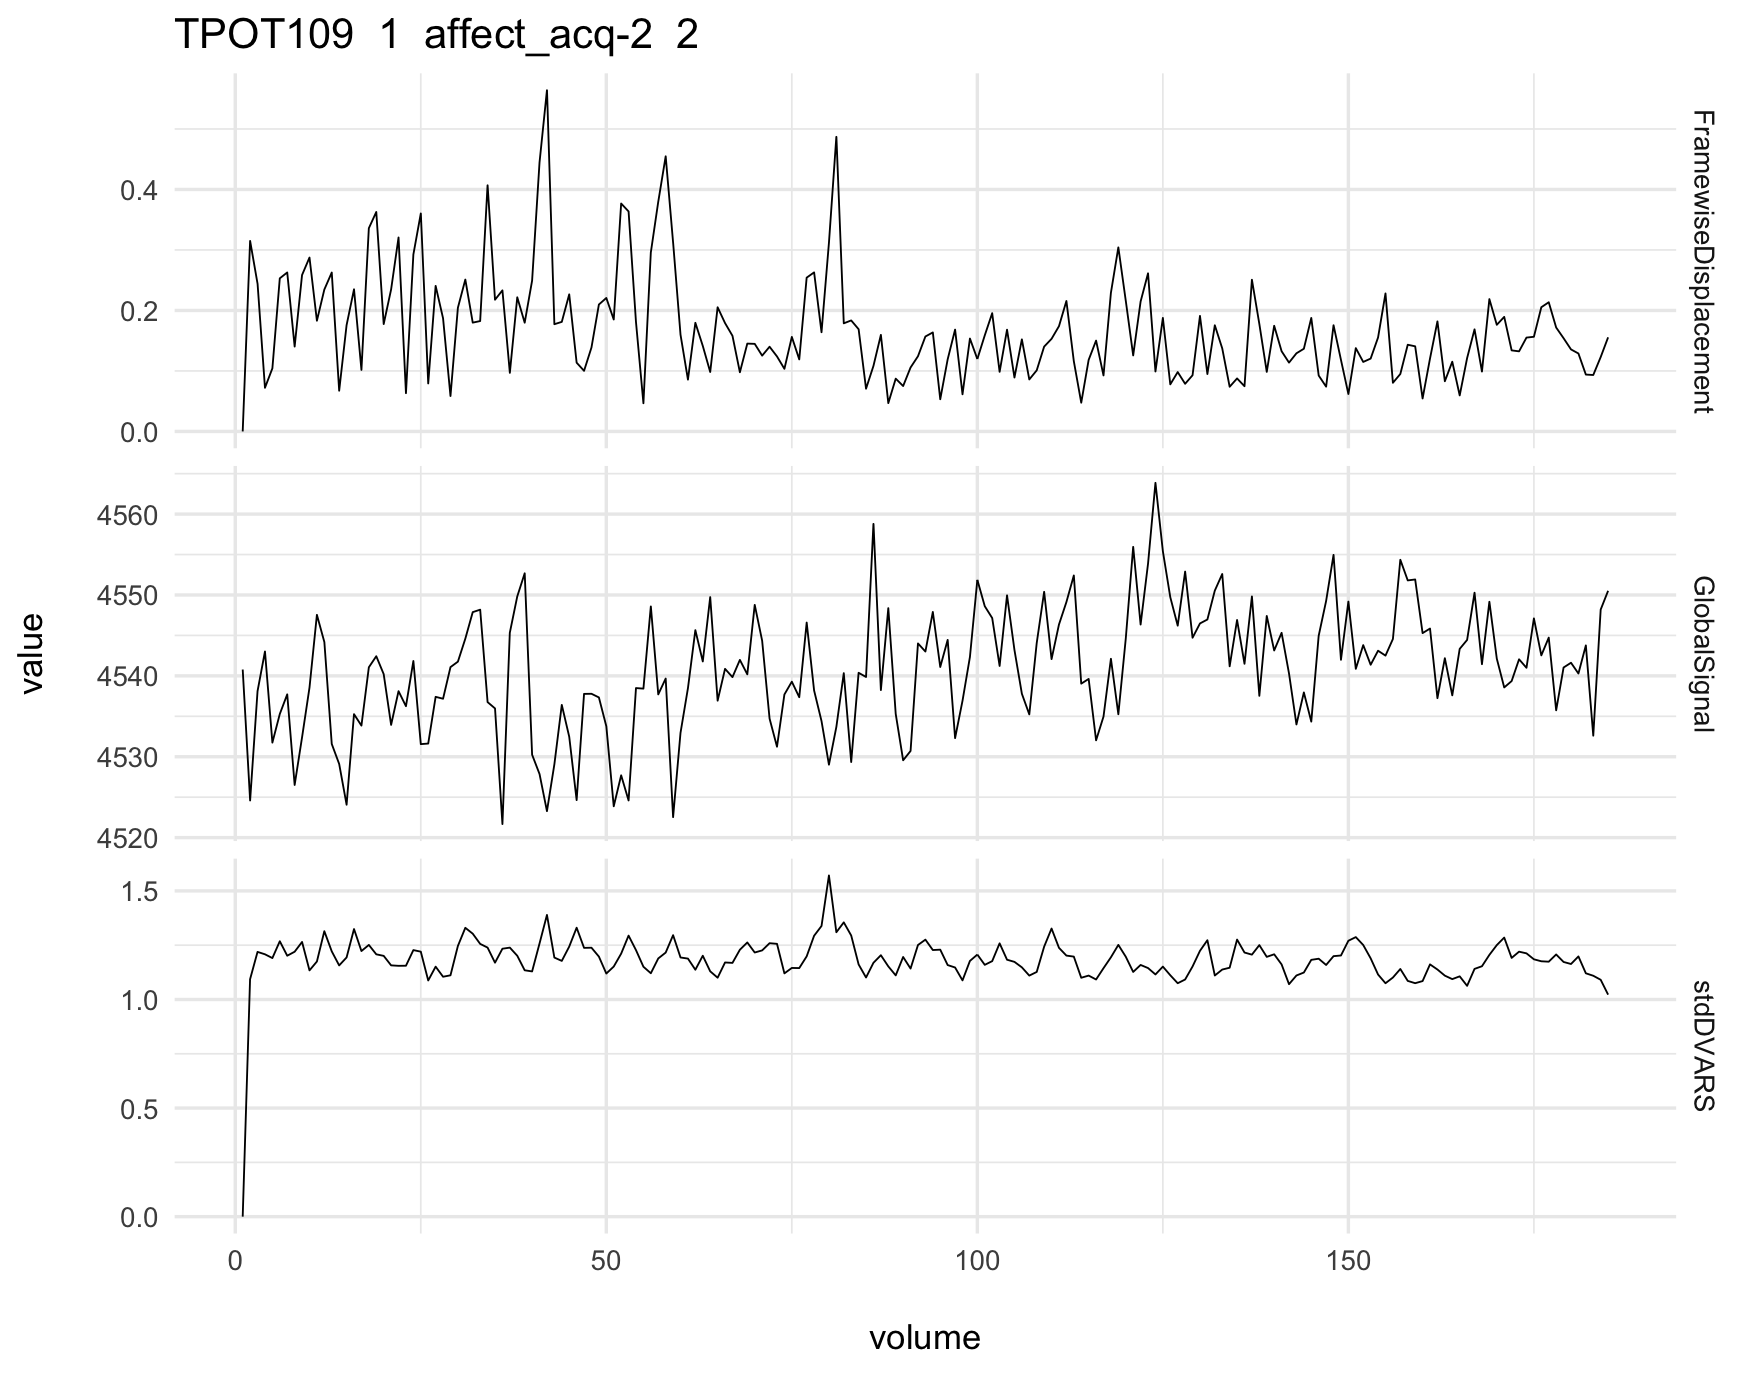 TPOT109 1 affect_acq-2 2
FramewiseDisplacement
0.4
0.2
0.0
GlobalSignal
4560
4550
4540
4530
4520
value
stdDVARS
1.5
1.0
0.5
0.0
0 50 100 150
volume